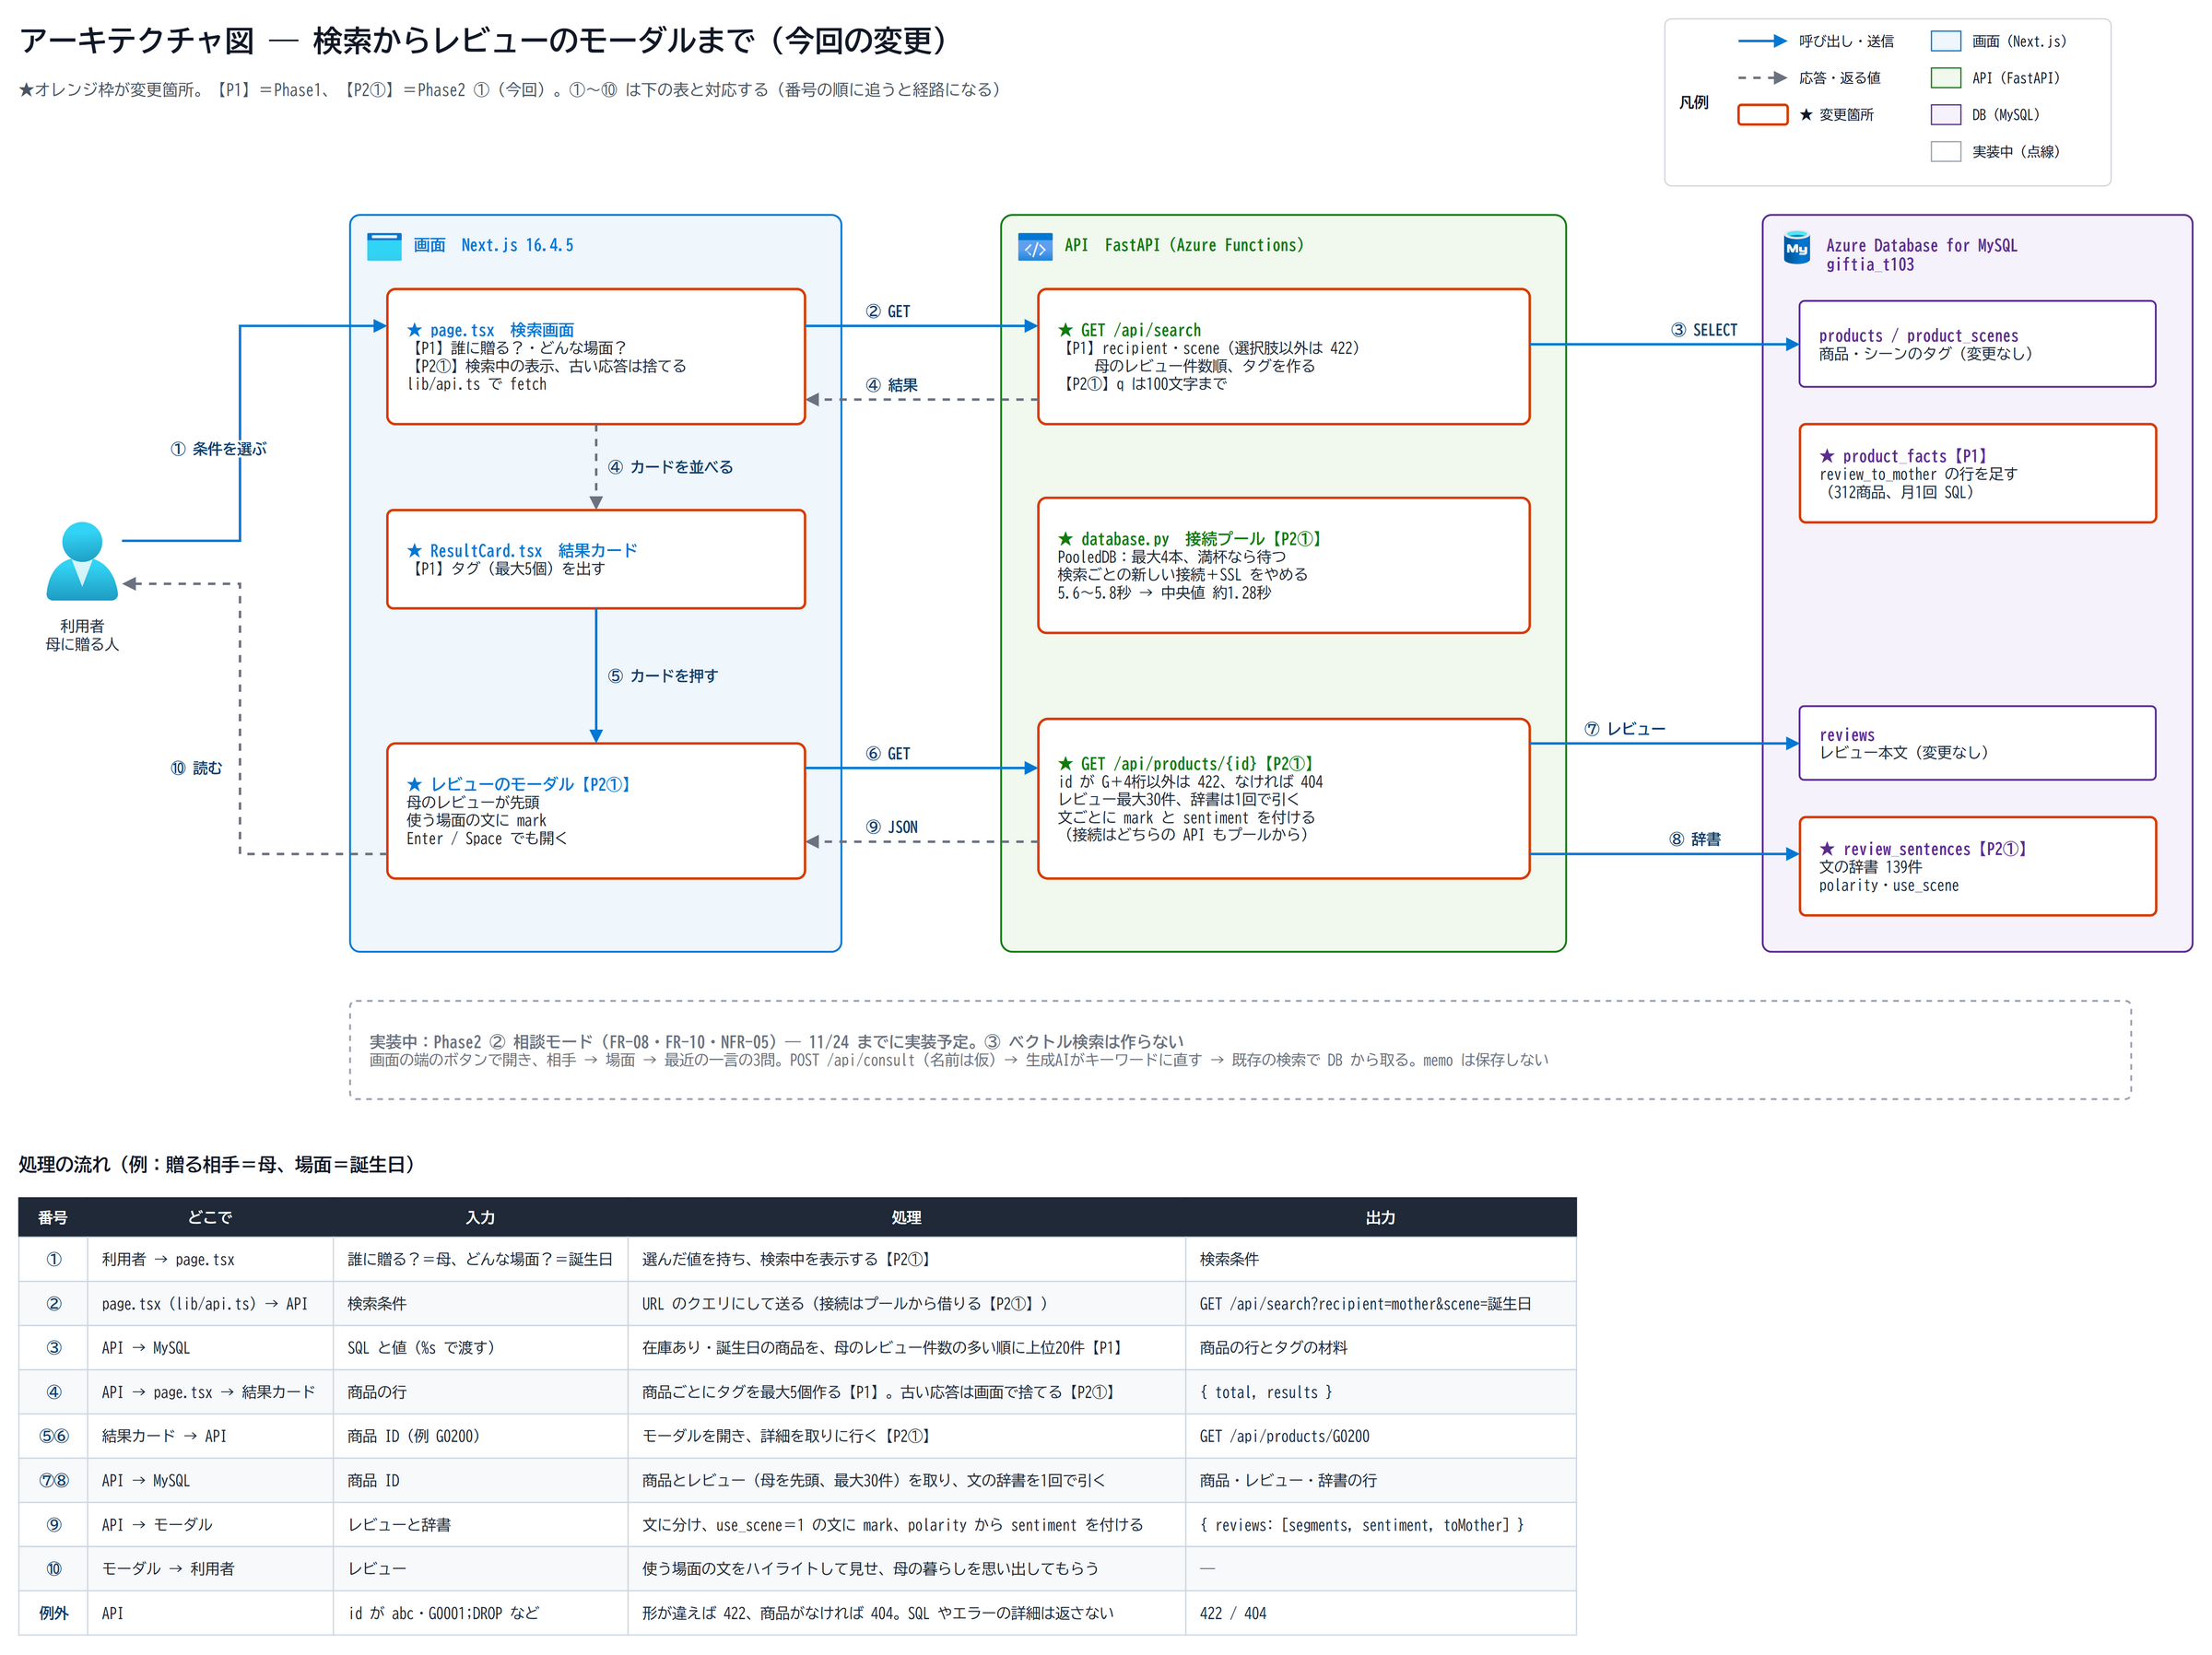 アーキテクチャ図 — 検索からレビューのモーダルまで（今回の変更）
★オレンジ枠が変更箇所。【P1】＝Phase1、【P2①】＝Phase2 ①（今回）。①〜⑩ は下の表と対応する（番号の順に追うと経路になる）
凡例
呼び出し・送信
応答・返る値
★ 変更箇所
画面（Next.js）
API（FastAPI）
DB（MySQL）
実装中（点線）
画面　Next.js 16.4.5
API　FastAPI（Azure Functions）
Azure Database for MySQL
giftia_t103
★ page.tsx　検索画面
【P1】誰に贈る？・どんな場面？
【P2①】検索中の表示、古い応答は捨てる
lib/api.ts で fetch
② GET
④ 結果
★ GET /api/search
【P1】recipient・scene（選択肢以外は 422）
母のレビュー件数順、タグを作る
【P2①】q は100文字まで
③ SELECT
products / product_scenes
商品・シーンのタグ（変更なし）
★ product_facts【P1】
review_to_mother の行を足す
（312商品、月1回 SQL）
① 条件を選ぶ
④ カードを並べる
利用者
母に贈る人
★ ResultCard.tsx　結果カード
【P1】タグ（最大5個）を出す
★ database.py　接続プール【P2①】
PooledDB：最大4本、満杯なら待つ
検索ごとの新しい接続＋SSL をやめる
5.6〜5.8秒 → 中央値 約1.28秒
⑤ カードを押す
⑩ 読む
★ レビューのモーダル【P2①】
母のレビューが先頭
使う場面の文に mark
Enter / Space でも開く
⑥ GET
⑨ JSON
★ GET /api/products/{id}【P2①】
id が G＋4桁以外は 422、なければ 404
レビュー最大30件、辞書は1回で引く
文ごとに mark と sentiment を付ける
（接続はどちらの API もプールから）
⑦ レビュー
⑧ 辞書
reviews
レビュー本文（変更なし）
★ review_sentences【P2①】
文の辞書 139件
polarity・use_scene
実装中：Phase2 ② 相談モード（FR-08・FR-10・NFR-05）— 11/24 までに実装予定。③ ベクトル検索は作らない
画面の端のボタンで開き、相手 → 場面 → 最近の一言の3問。POST /api/consult（名前は仮）→ 生成AIがキーワードに直す → 既存の検索で DB から取る。memo は保存しない
処理の流れ（例：贈る相手＝母、場面＝誕生日）
番号 どこで 入力 処理 出力
① 利用者 → page.tsx 誰に贈る？＝母、どんな場面？＝誕生日 選んだ値を持ち、検索中を表示する【P2①】 検索条件
② page.tsx（lib/api.ts）→ API 検索条件 URL のクエリにして送る（接続はプールから借りる【P2①】） GET /api/search?recipient=mother&scene=誕生日
③ API → MySQL SQL と値（%s で渡す） 在庫あり・誕生日の商品を、母のレビュー件数の多い順に上位20件【P1】 商品の行とタグの材料
④ API → page.tsx → 結果カード 商品の行 商品ごとにタグを最大5個作る【P1】。古い応答は画面で捨てる【P2①】 { total, results }
⑤⑥ 結果カード → API 商品 ID（例 G0200） モーダルを開き、詳細を取りに行く【P2①】 GET /api/products/G0200
⑦⑧ API → MySQL 商品 ID 商品とレビュー（母を先頭、最大30件）を取り、文の辞書を1回で引く 商品・レビュー・辞書の行
⑨ API → モーダル レビューと辞書 文に分け、use_scene＝1 の文に mark、polarity から sentiment を付ける { reviews: [segments, sentiment, toMother] }
⑩ モーダル → 利用者 レビュー 使う場面の文をハイライトして見せ、母の暮らしを思い出してもらう —
例外 API id が abc・G0001;DROP など 形が違えば 422、商品がなければ 404。SQL やエラーの詳細は返さない 422 / 404